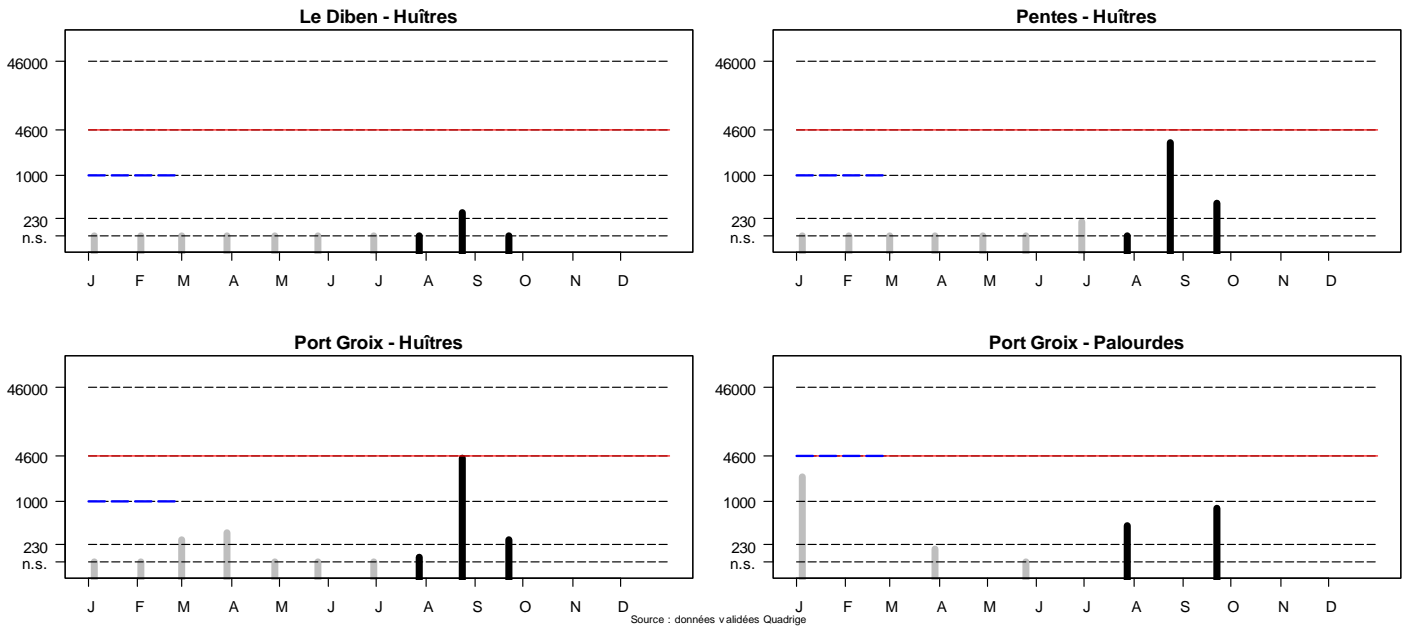 Le Diben - Huîtres
46000
4600
1000
230
n.s.
J F M A M J J A S O N D
Pentes - Huîtres
46000
4600
1000
230
n.s.
J F M A M J J A S O N D
Port Groix - Huîtres
46000
4600
1000
230
n.s.
J F M A M J J A S O N D
Port Groix - Palourdes
46000
4600
1000
230
n.s.
J F M A M J J A S O N D
Source : données validées Quadrige